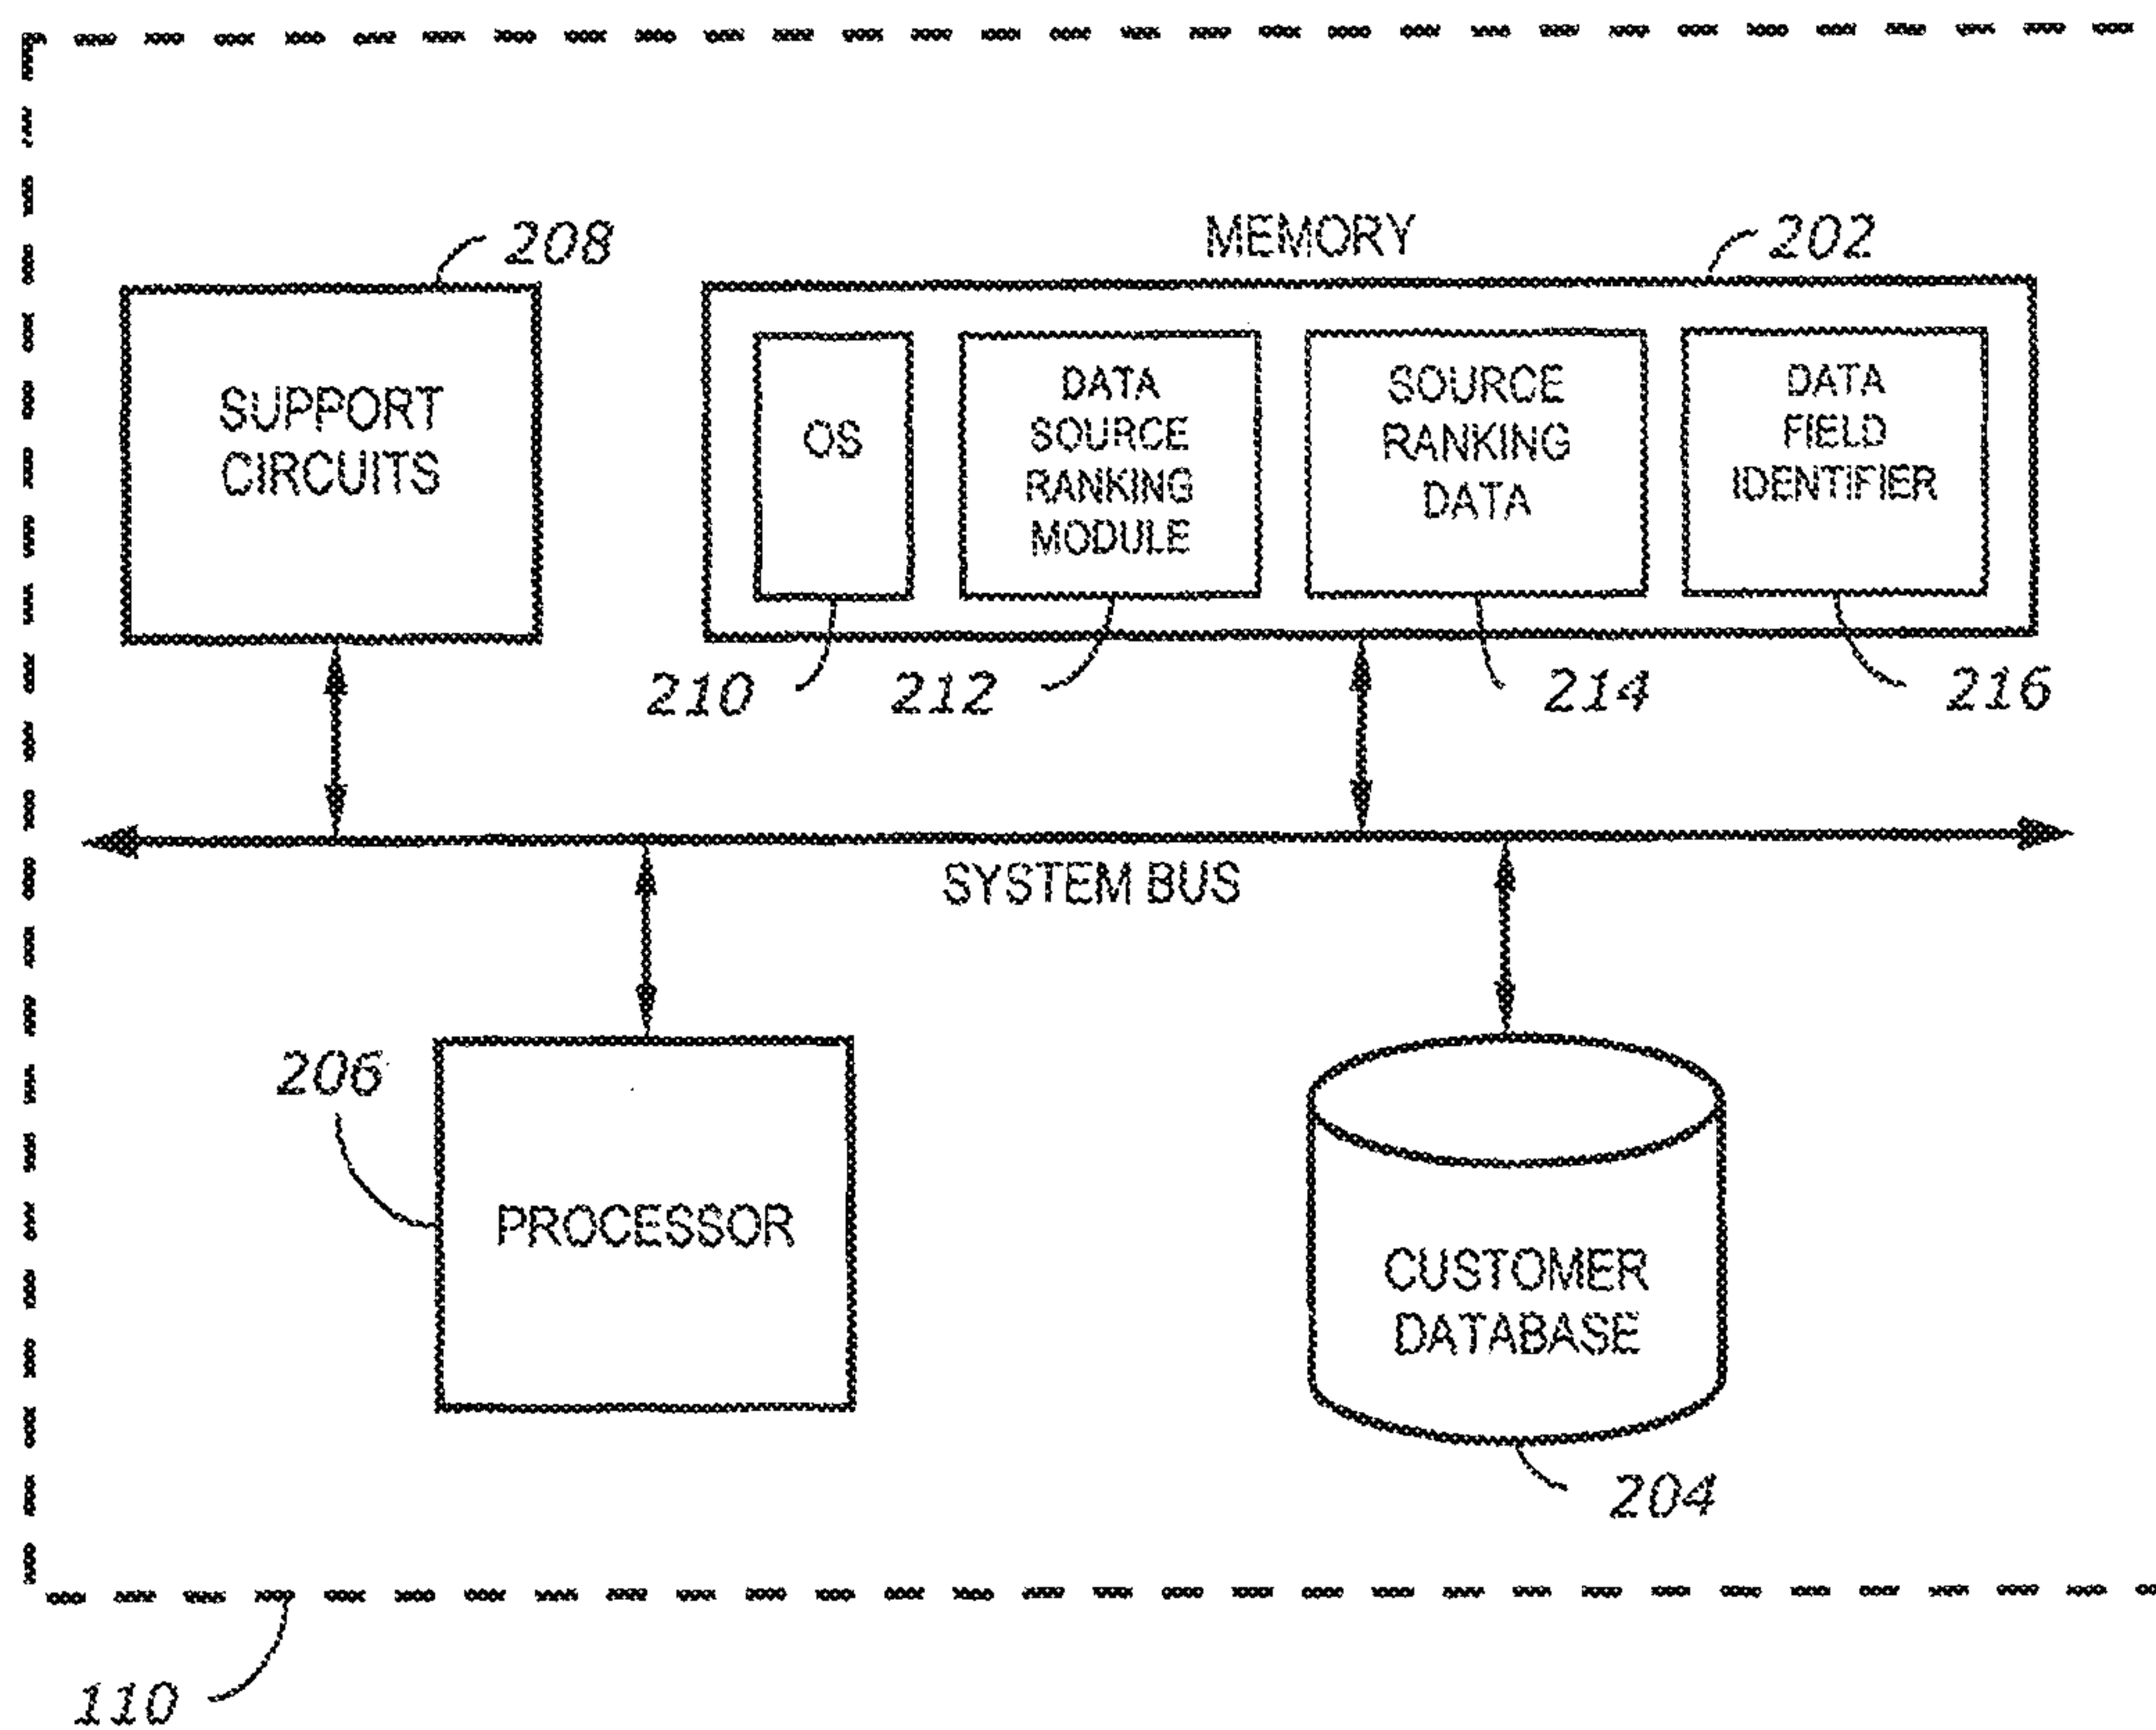 208
SUPPORT
CIRCUITS
MEMORY
202
OS
DATA
SOURCE
RANKING
MODULE
SOURCE
RANKING
DATA
DATA
FIELD
IDENTIFIER
210
212
214
216
SYSTEM BUS
206
PROCESSOR
CUSTOMER
DATABASE
204
110